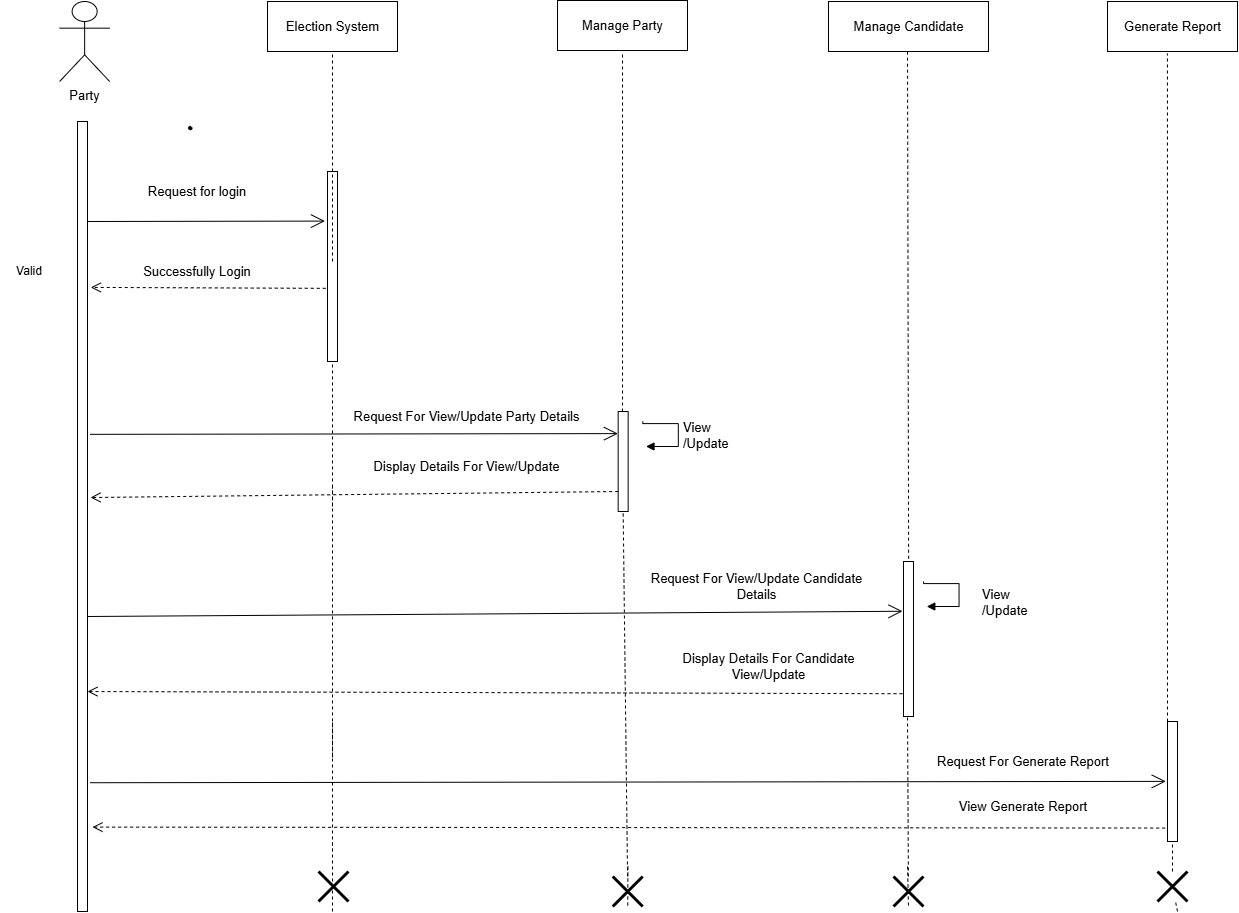 Election System
Manage Party
Manage Candidate
Generate Report
Party
Request for login
Valid
Successfully Login
Request For View/Update Party Details
View
/Update
Display Details For View/Update
Request For View/Update Candidate
Details
View
/Update
Display Details For Candidate
View/Update
Request For Generate Report
View Generate Report